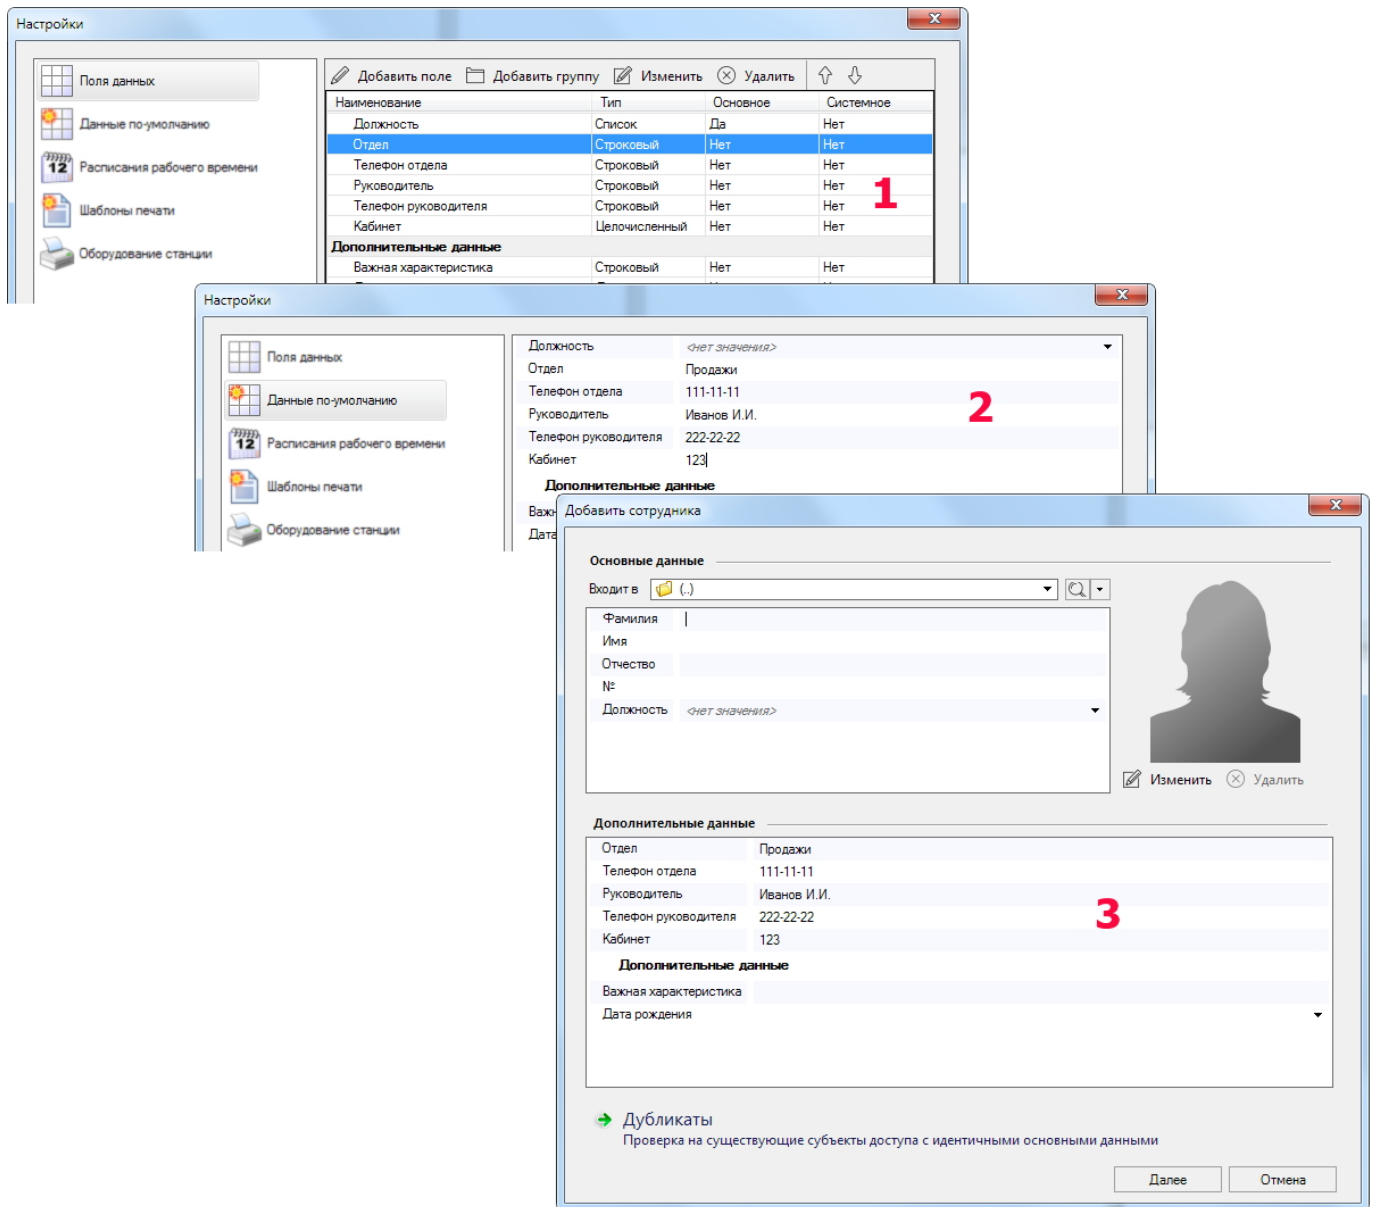 Настройки
Поля данных
Данные по-умолчанию
Расписания рабочего времени
Шаблоны печати
Оборудование станции
Добавить поле Добавить группу Изменить Удалить
Наименование Тип Основное Системное
Должность Список Да Нет
Отдел Строковый Нет Нет
Телефон отдела Строковый Нет Нет
Руководитель Строковый Нет Нет
Телефон руководителя Строковый Нет Нет
Кабинет Целочисленный Нет Нет
Дополнительные данные
Важная характеристика Строковый Нет Нет
1
Настройки
Поля данных
Данные по-умолчанию
Расписания рабочего времени
Шаблоны печати
Оборудование станции
Должность <нет значения>
Отдел Продажи
Телефон отдела 111-11-11
Руководитель Иванов И.И.
Телефон руководителя 222-22-22
Кабинет 123
Дополнительные данные
Важн
Дата
2
Добавить сотрудника
Основные данные
Входит в (..)
Фамилия
Имя
Отчество
№
Должность <нет значения>
Изменить Удалить
Дополнительные данные
Отдел Продажи
Телефон отдела 111-11-11
Руководитель Иванов И.И.
Телефон руководителя 222-22-22
Кабинет 123
Дополнительные данные
Важная характеристика
Дата рождения
3
Дубликаты
Проверка на существующие субъекты доступа с идентичными основными данными
Далее Отмена